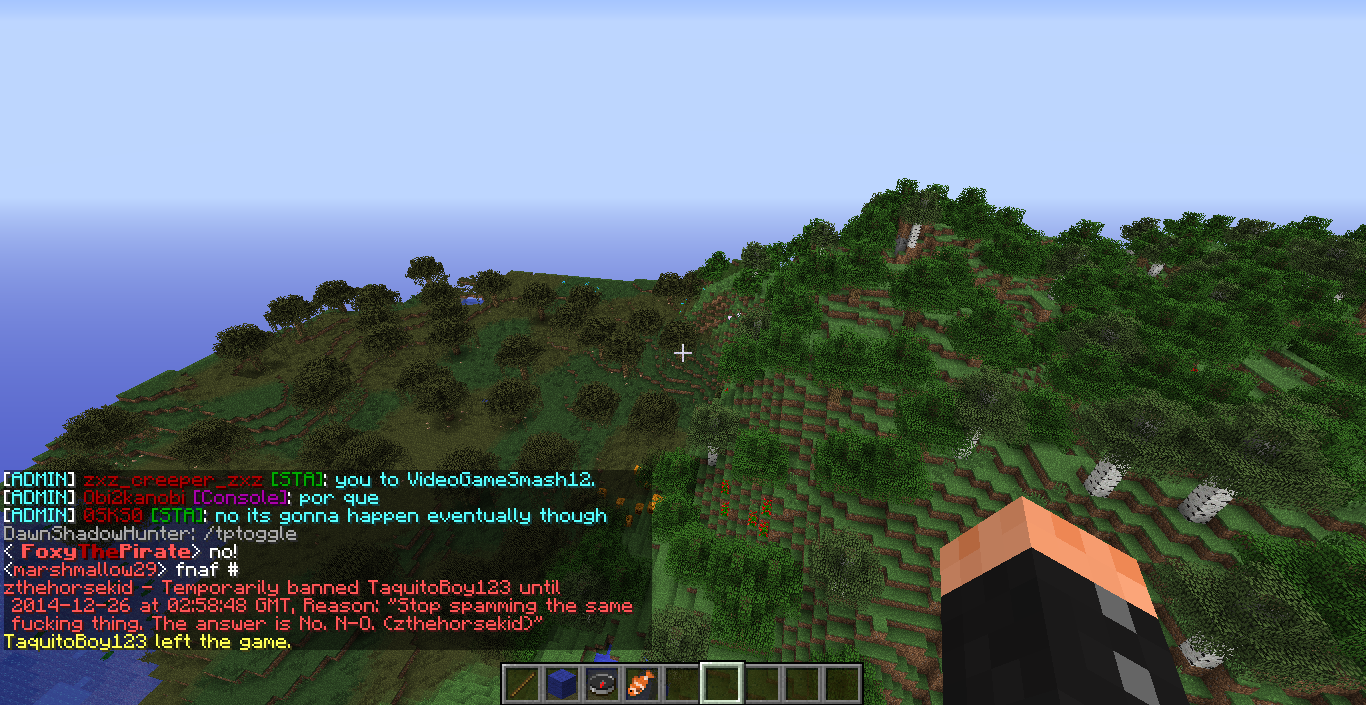 [ADMIN] zxz_creeper_zxz [STA]: you to VideoGameSmash12.
[ADMIN] Obi2kanobi [Console]: por que
[ADMIN] 0SKS0 [STA]: no its gonna happen eventually though
DawnShadowHunter: /tptoggle
< FoxyThePirate> no!
<marshmallow29> fnaf #
zthehorsekid - Temporarily banned TaquitoBoy123 until
2014-12-26 at 02:58:48 GMT, Reason: "Stop spamming the same
fucking thing. The answer is No. N-O. (zthehorsekid)"
TaquitoBoy123 left the game.